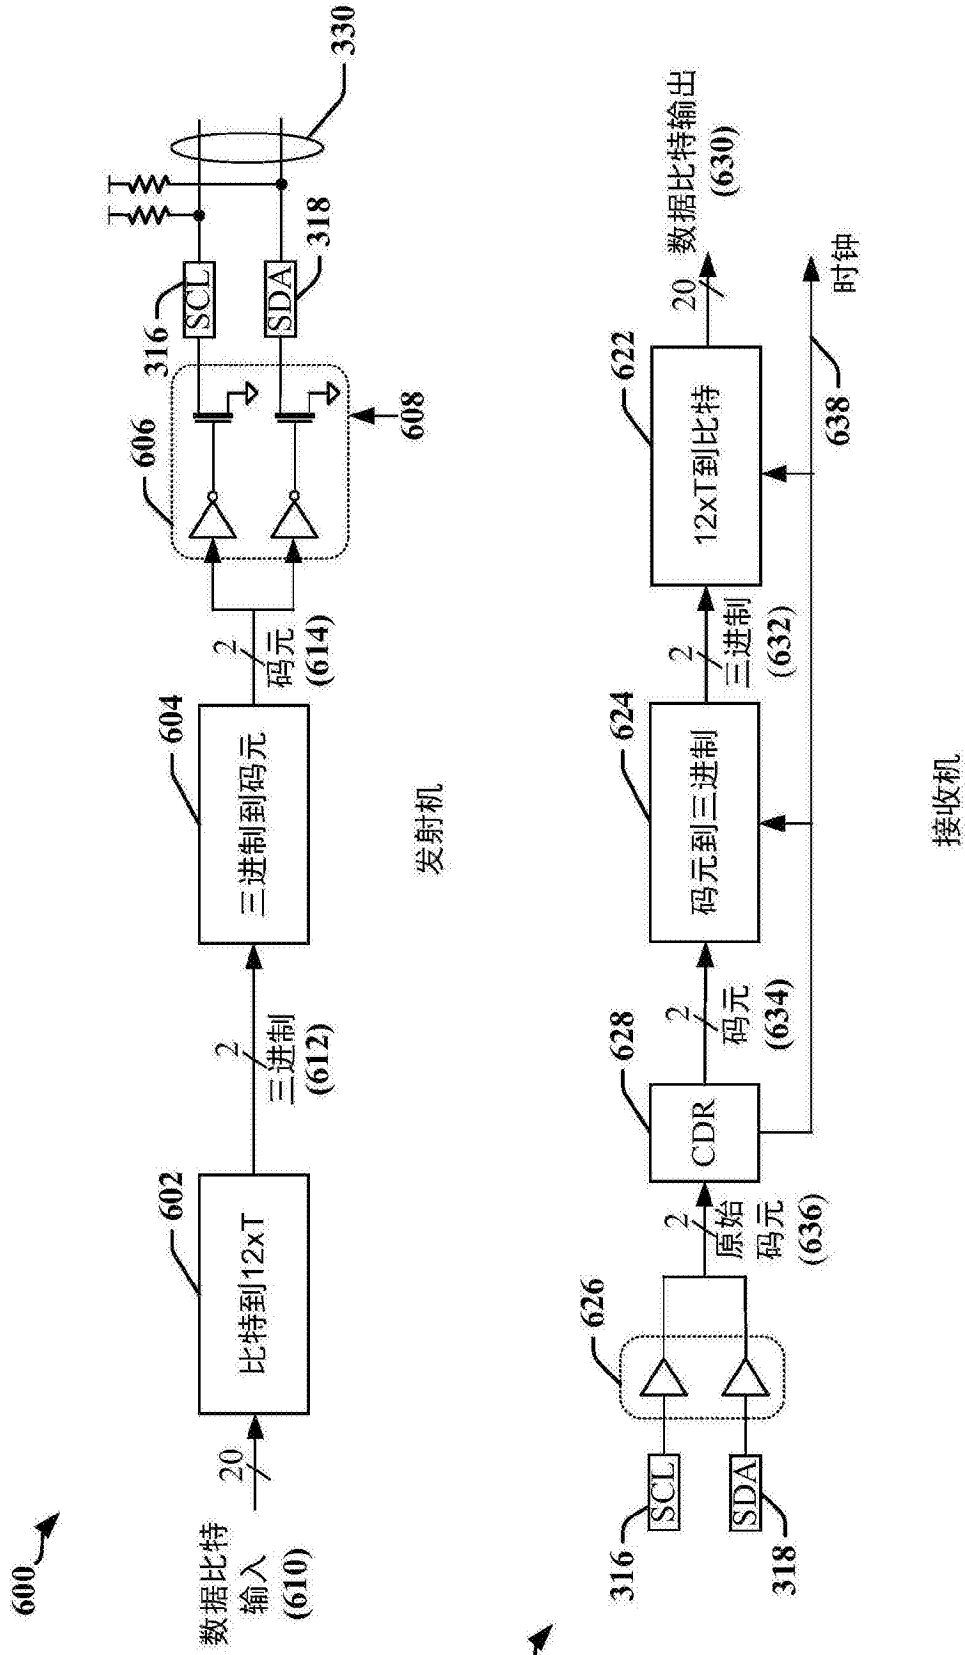 600
数据比特
输入
(610)
20
602
比特到12xT
2
三进制
(612)
604
三进制到码元
2
码元
(614)
606
608
316
SCL
SDA
318
330
发射机
316
SCL
SDA
318
626
2
原始
码元
(636)
628
CDR
2
码元
(634)
624
码元到三进制
2
三进制
(632)
622
12xT到比特
20
数据比特输出
(630)
638
时钟
接收机